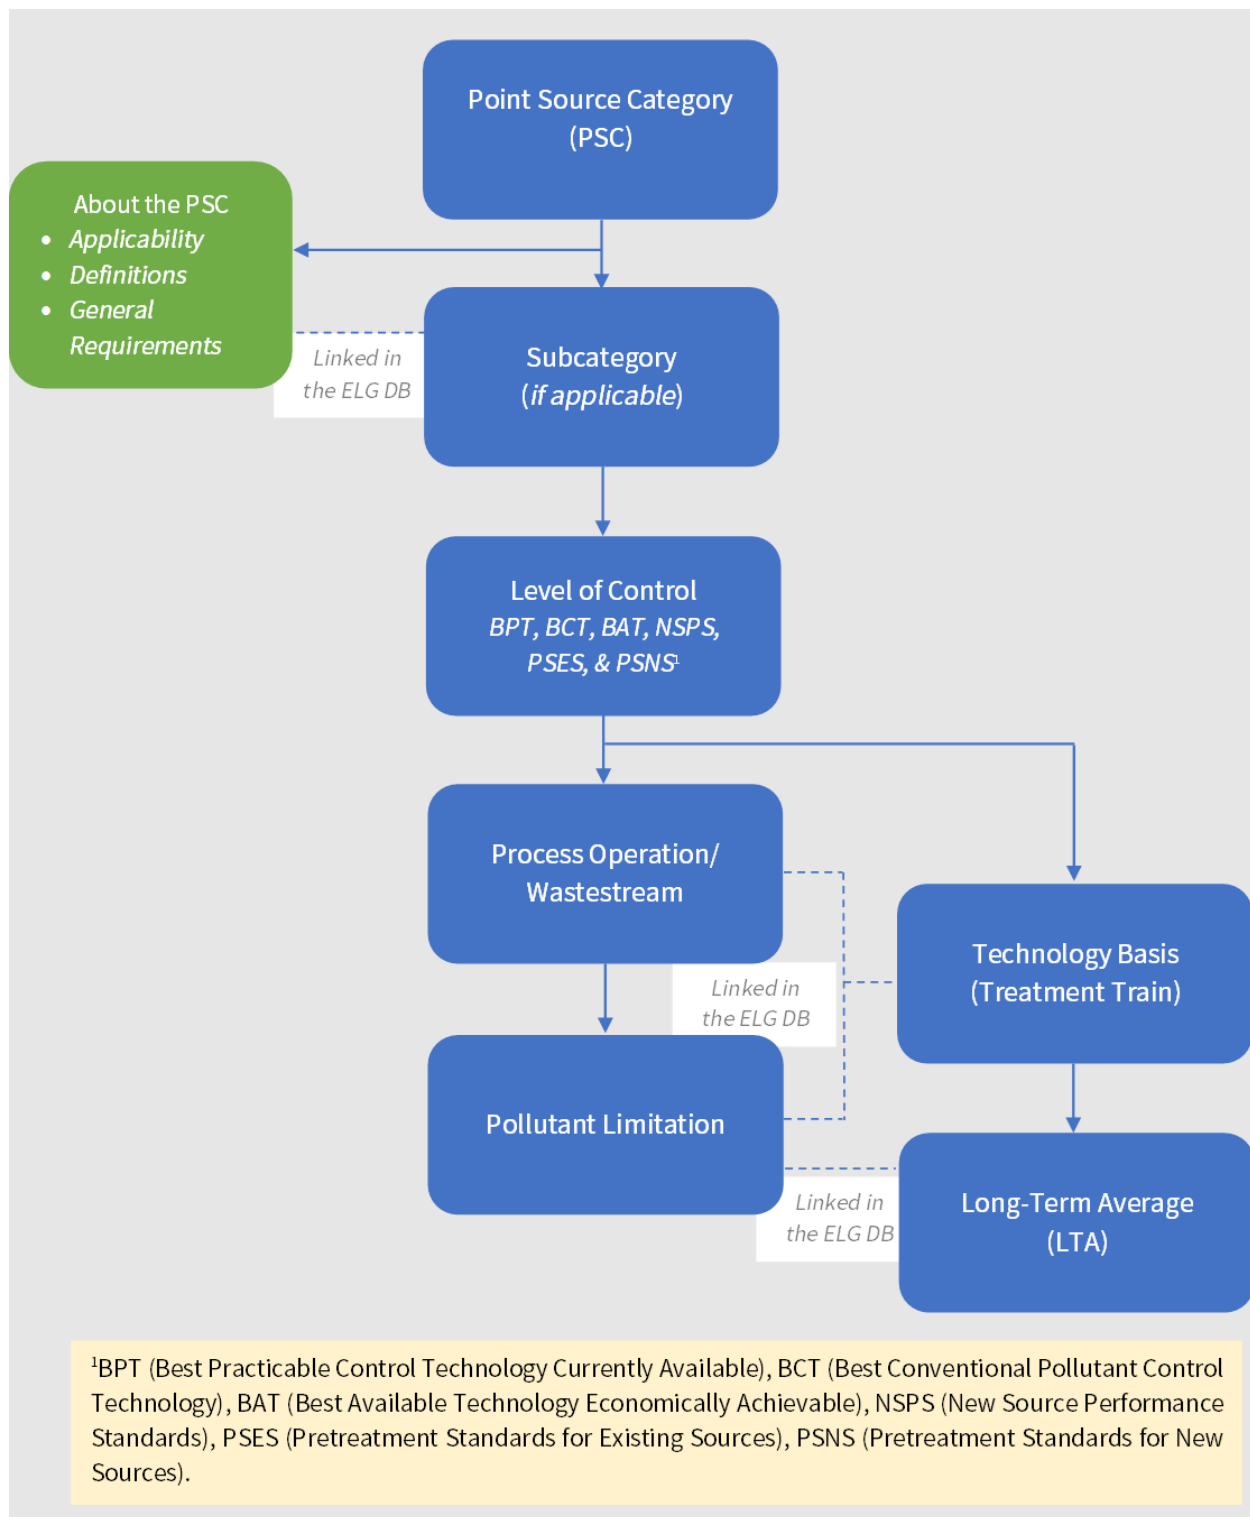 Point Source Category
(PSC)
About the PSC
• Applicability
• Definitions
• General
Requirements
Linked in
the ELG DB
Subcategory
(if applicable)
Level of Control
BPT, BCT, BAT, NSPS,
PSES, & PSNS¹
Process Operation/
Wastestream
Technology Basis
(Treatment Train)
Linked in
the ELG DB
Pollutant Limitation
Linked in
the ELG DB
Long-Term Average
(LTA)
¹BPT (Best Practicable Control Technology Currently Available), BCT (Best Conventional Pollutant Control
Technology), BAT (Best Available Technology Economically Achievable), NSPS (New Source Performance
Standards), PSES (Pretreatment Standards for Existing Sources), PSNS (Pretreatment Standards for New
Sources).